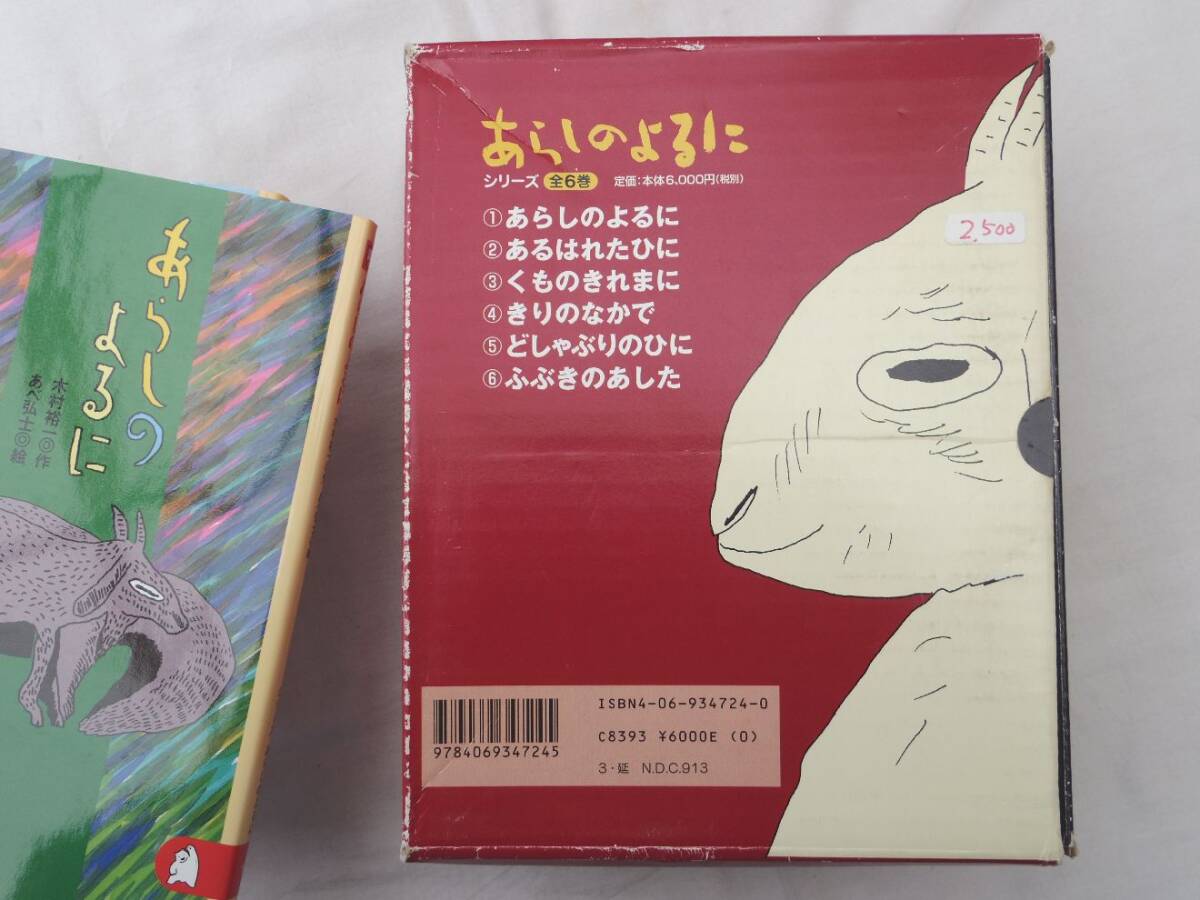 あらしの
よるに
木村裕一◎作
あべ弘士◎絵
あらしのよるに
シリーズ 全6巻 定価：本体6,000円(税別)
①あらしのよるに
②あるはれたひに
③くものきれまに
④きりのなかで
⑤どしゃぶりのひに
⑥ふぶきのあした
2,500
ISBN4-06-934724-0
C8393 ¥6000E (0)
9784069347245
3・延 N.D.C.913